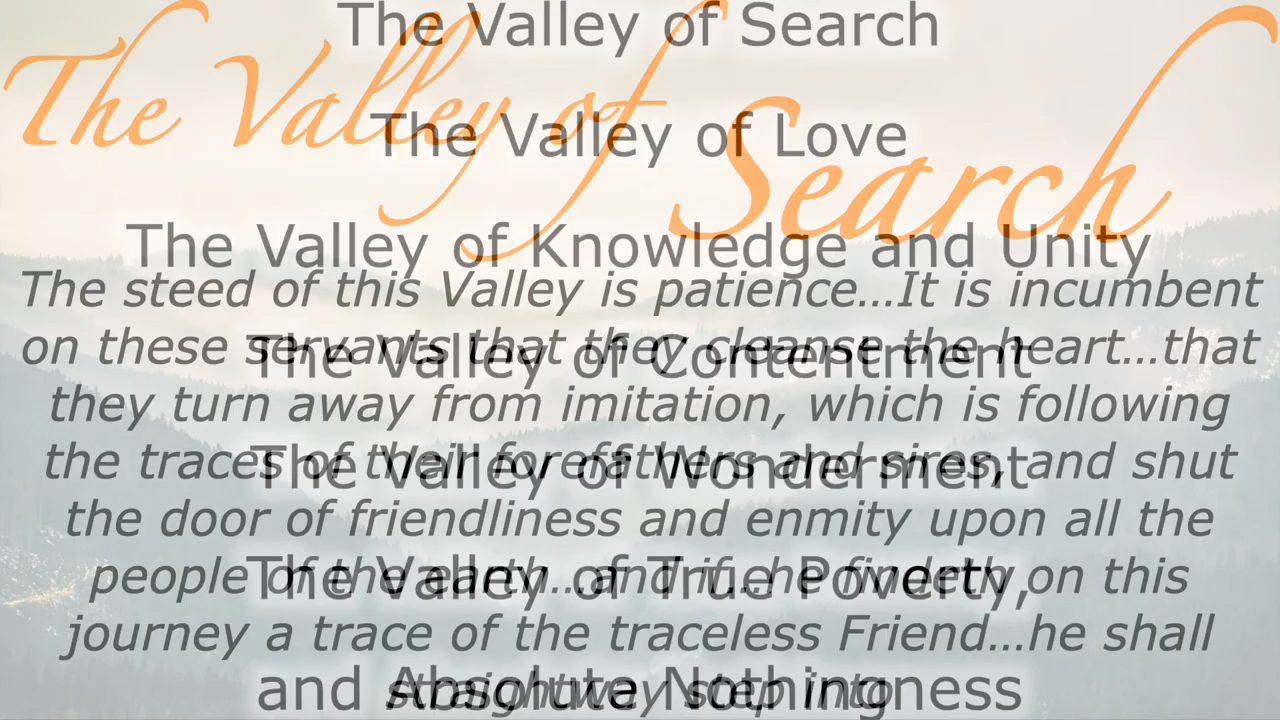 The Valley of Search
The Valley of Search
The Valley of Love
The Valley of Knowledge and Unity
The steed of this Valley is patience...It is incumbent
on these servants that they cleanse the heart...that
The Valley of Contentment
they turn away from imitation, which is following
the traces of their forefathers and sires, and shut
The Valley of Wonderment
the door of friendliness and enmity upon all the
people of the earth...and if...he findeth on this
The Valley of True Poverty,
journey a trace of the traceless Friend...he shall
and Absolute Nothingness
straightway step into